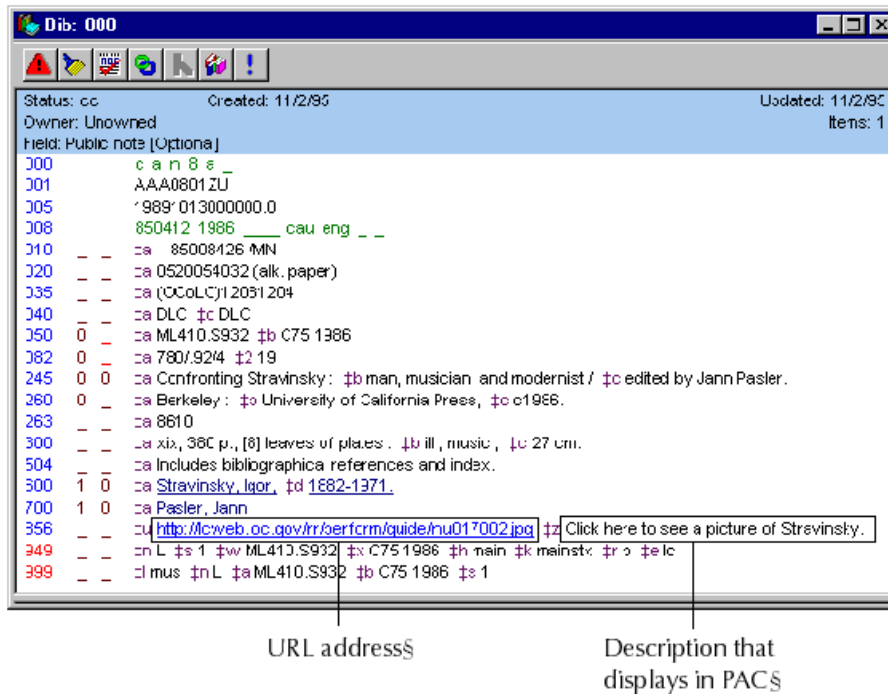 Dib: 000
Status: cc Created: 11/2/95 Updated: 11/2/95
Owner: Unowned Items: 1
Field: Public note [Optional]
000 c a n 8 a _
001 AAA0801ZU
005 19891013000000.0
008 850412 1986 ____ cau eng _ _
010 _ _ ‡a 85008426 /MN
020 _ _ ‡a 0520054032 (alk. paper)
035 _ _ ‡a (OCoLC)12031204
040 _ _ ‡a DLC ‡c DLC
050 0 _ ‡a ML410.S932 ‡b C75 1986
082 0 _ ‡a 780/.92/4 ‡2 19
245 0 0 ‡a Confronting Stravinsky : ‡b man, musician and modernist / ‡c edited by Jann Pasler.
260 0 _ ‡a Berkeley : ‡b University of California Press, ‡c c1986.
263 _ _ ‡a 8610
300 _ _ ‡a xix, 380 p., [8] leaves of plates : ‡b ill, music ; ‡c 27 cm.
504 _ _ ‡a Includes bibliographica references and index.
600 1 0 ‡a Stravinsky, Igor, ‡d 1882-1971.
700 1 0 ‡a Pasler, Jann
856 _ _ ‡u http://lcweb.loc.gov/rr/perform/guide/mu017002.jpg ‡z Click here to see a picture of Stravinsky.
949 _ _ ‡n L ‡s 1 ‡w ML410.S932 ‡x C75 1986 ‡h main ‡k mainstx ‡r o ‡e lc
999 _ _ ‡l mus ‡n L ‡a ML410.S932 ‡b C75 1986 ‡s 1
URL address§
Description that
displays in PAC§